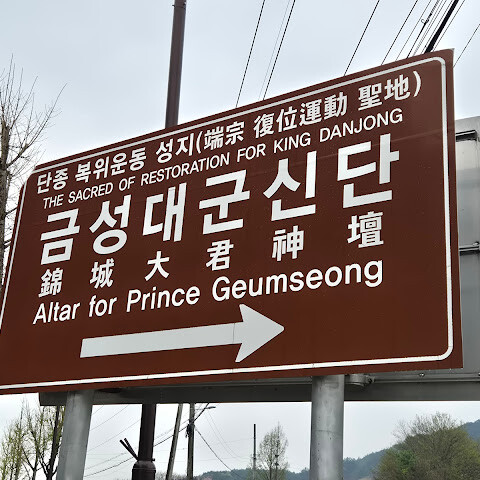 단종 복위운동 성지(端宗 復位運動 聖地)
THE SACRED OF RESTORATION FOR KING DANJONG
금성대군신단
錦城大君神壇
Altar for Prince Geumseong